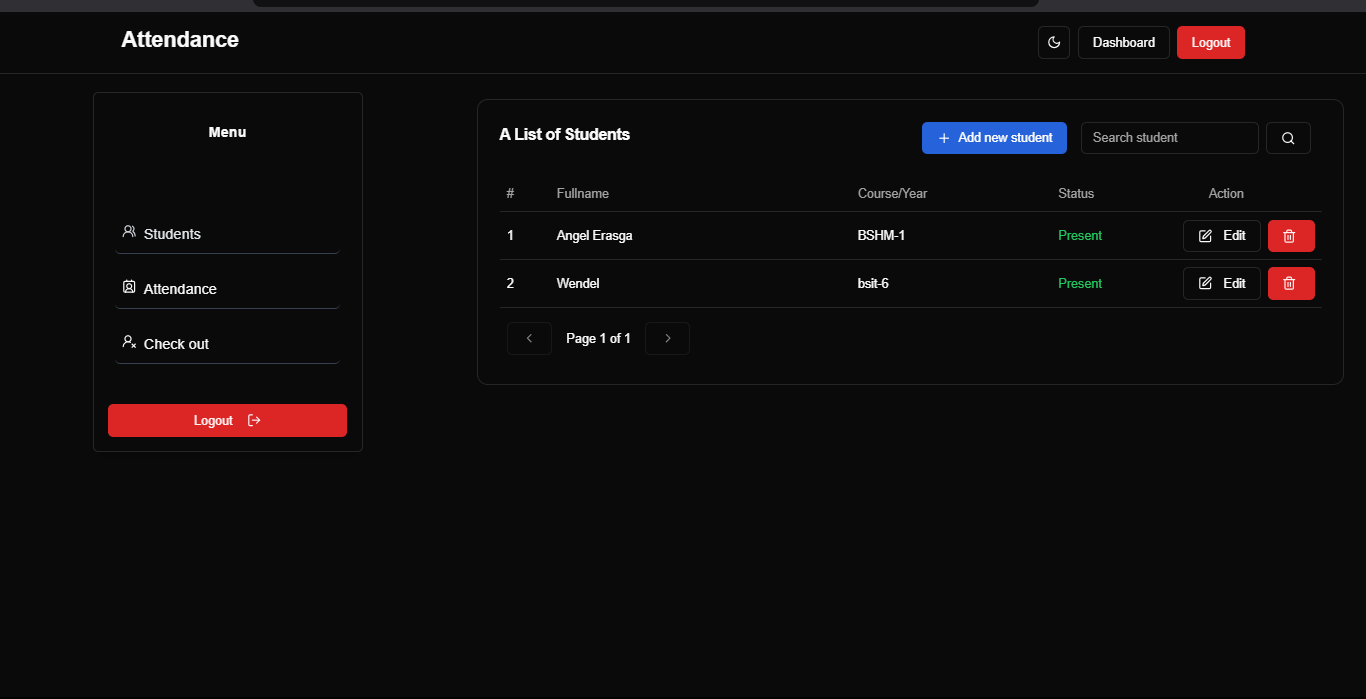 Attendance
Dashboard
Logout
Menu
Students
Attendance
Check out
Logout
A List of Students
Add new student
Search student
# Fullname Course/Year Status Action
1 Angel Erasga BSHM-1 Present Edit
2 Wendel bsit-6 Present Edit
Page 1 of 1